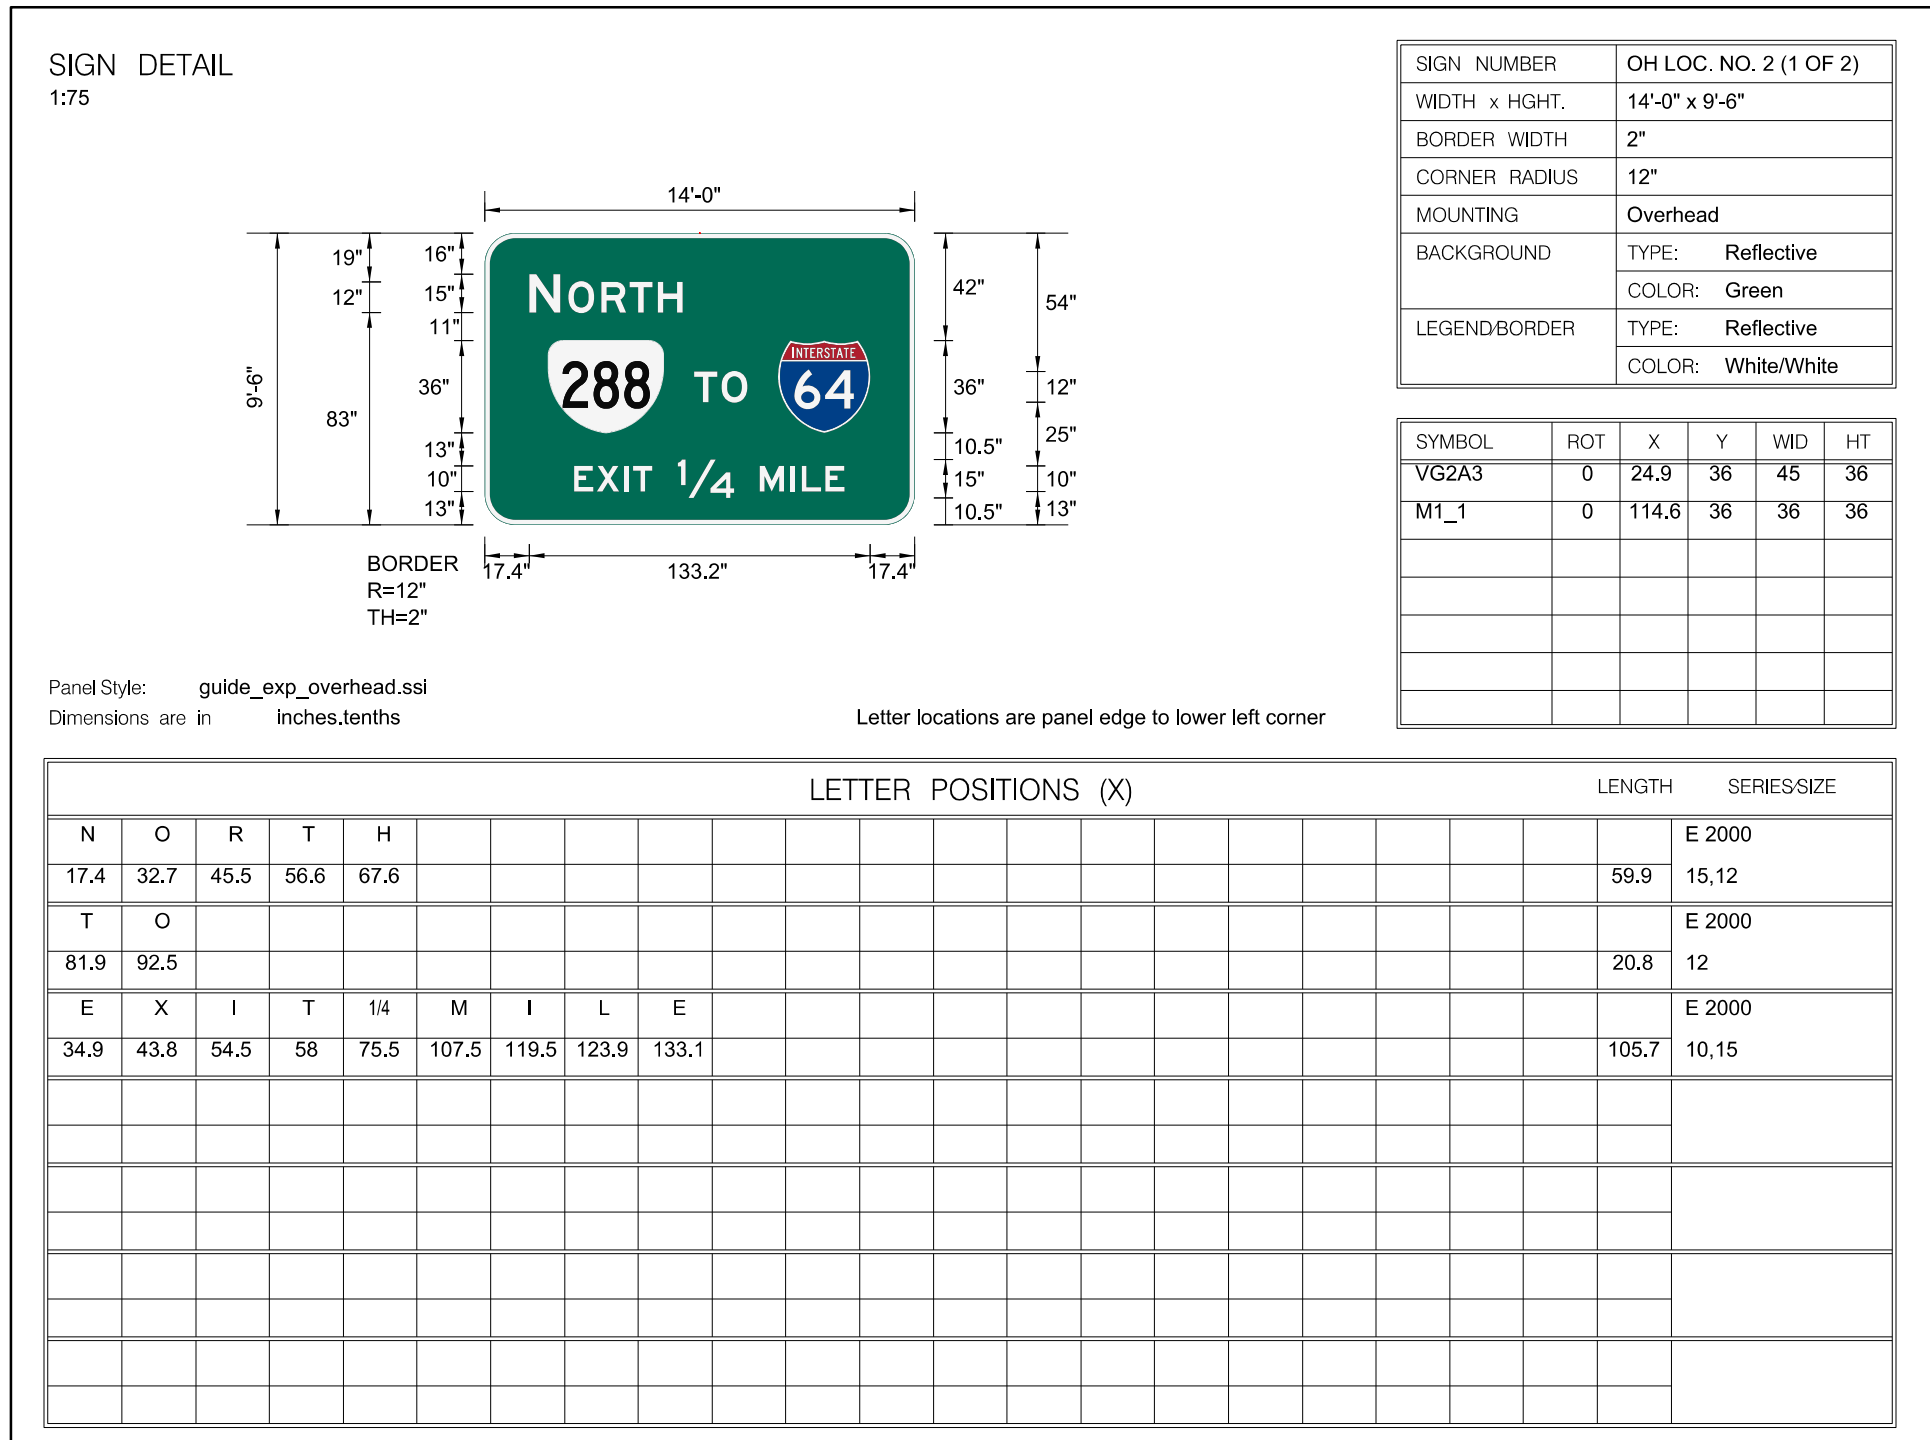 SIGN DETAIL
1:75
14'-0"
9'-6"
19"
12"
83"
16"
15"
11"
36"
13"
10"
13"
NORTH
288 TO INTERSTATE 64
EXIT 1/4 MILE
42"
36"
10.5"
15"
10.5"
54"
12"
25"
10"
13"
17.4" 133.2" 17.4"
BORDER
R=12"
TH=2"
Panel Style: guide_exp_overhead.ssi
Dimensions are in inches.tenths
Letter locations are panel edge to lower left corner
SIGN NUMBER OH LOC. NO. 2 (1 OF 2)
WIDTH x HGHT. 14'-0" x 9'-6"
BORDER WIDTH 2"
CORNER RADIUS 12"
MOUNTING Overhead
BACKGROUND TYPE: Reflective
COLOR: Green
LEGEND/BORDER TYPE: Reflective
COLOR: White/White
SYMBOL ROT X Y WID HT
VG2A3 0 24.9 36 45 36
M1_1 0 114.6 36 36 36
LETTER POSITIONS (X) LENGTH SERIES/SIZE
N O R T H E 2000
17.4 32.7 45.5 56.6 67.6 59.9 15,12
T O E 2000
81.9 92.5 20.8 12
E X I T 1/4 M I L E E 2000
34.9 43.8 54.5 58 75.5 107.5 119.5 123.9 133.1 105.7 10,15